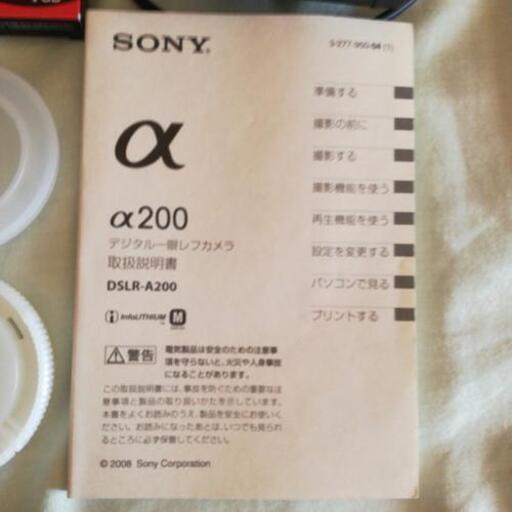 SONY
3-277-950-04 (1)
準備する
撮影の前に
撮影する
撮影機能を使う
再生機能を使う
設定を変更する
パソコンで見る
プリントする
α
α200
デジタル一眼レフカメラ
取扱説明書
DSLR-A200
InfoLITHIUM M
警告
電気製品は安全のための注意事
項を守らないと、火災や人身事故
になることがあります。
この取扱説明書には、事故を防ぐための重要な注
意事項と製品の取り扱いかたを示しています。
本書をよくお読みのうえ、製品を安全にお使いく
ださい。お読みになったあとは、いつでも見られ
るところに必ず保管してください。
© 2008 Sony Corporation